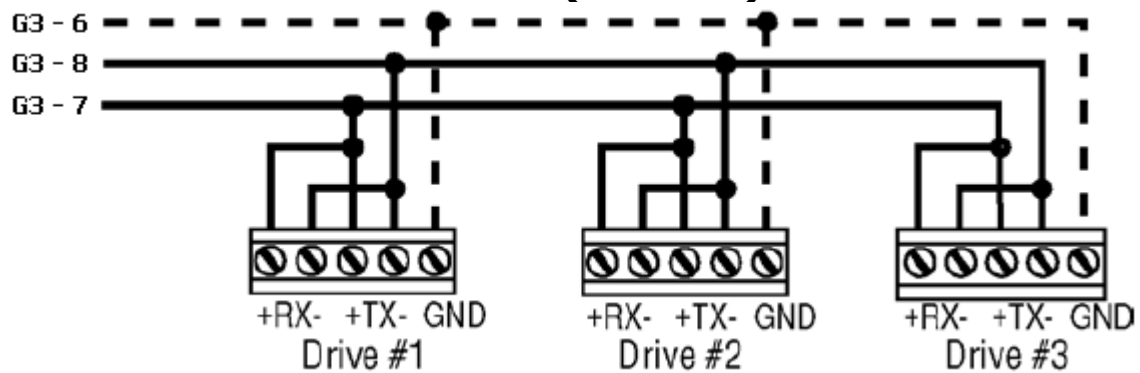 G3 - 6
G3 - 8
G3 - 7
+RX- +TX- GND
Drive #1
+RX- +TX- GND
Drive #2
+RX- +TX- GND
Drive #3